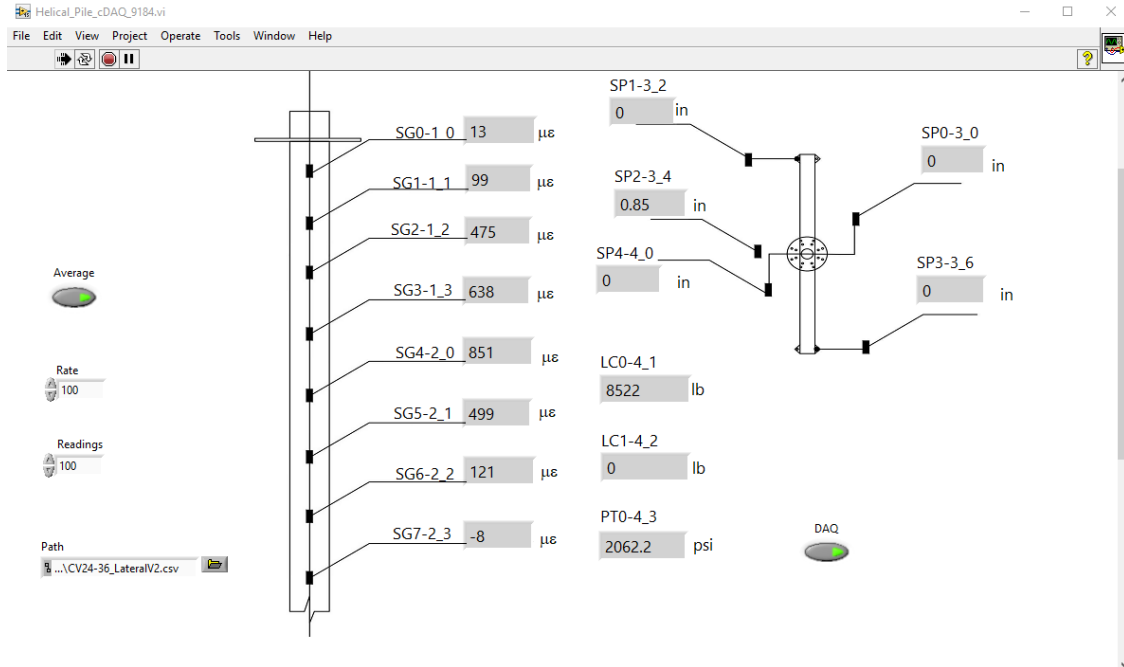 Helical_Pile_cDAQ_9184.vi
File Edit View Project Operate Tools Window Help
SG0-1_0 13 με
SG1-1_1 99 με
SG2-1_2 475 με
SG3-1_3 638 με
SG4-2_0 851 με
SG5-2_1 499 με
SG6-2_2 121 με
SG7-2_3 -8 με
Average
Rate
100
Readings
100
Path
...\CV24-36_LateralV2.csv
SP1-3_2
0 in
SP0-3_0
0 in
SP2-3_4
0.85 in
SP4-4_0
0 in
SP3-3_6
0 in
LC0-4_1
8522 lb
LC1-4_2
0 lb
PT0-4_3
2062.2 psi
DAQ